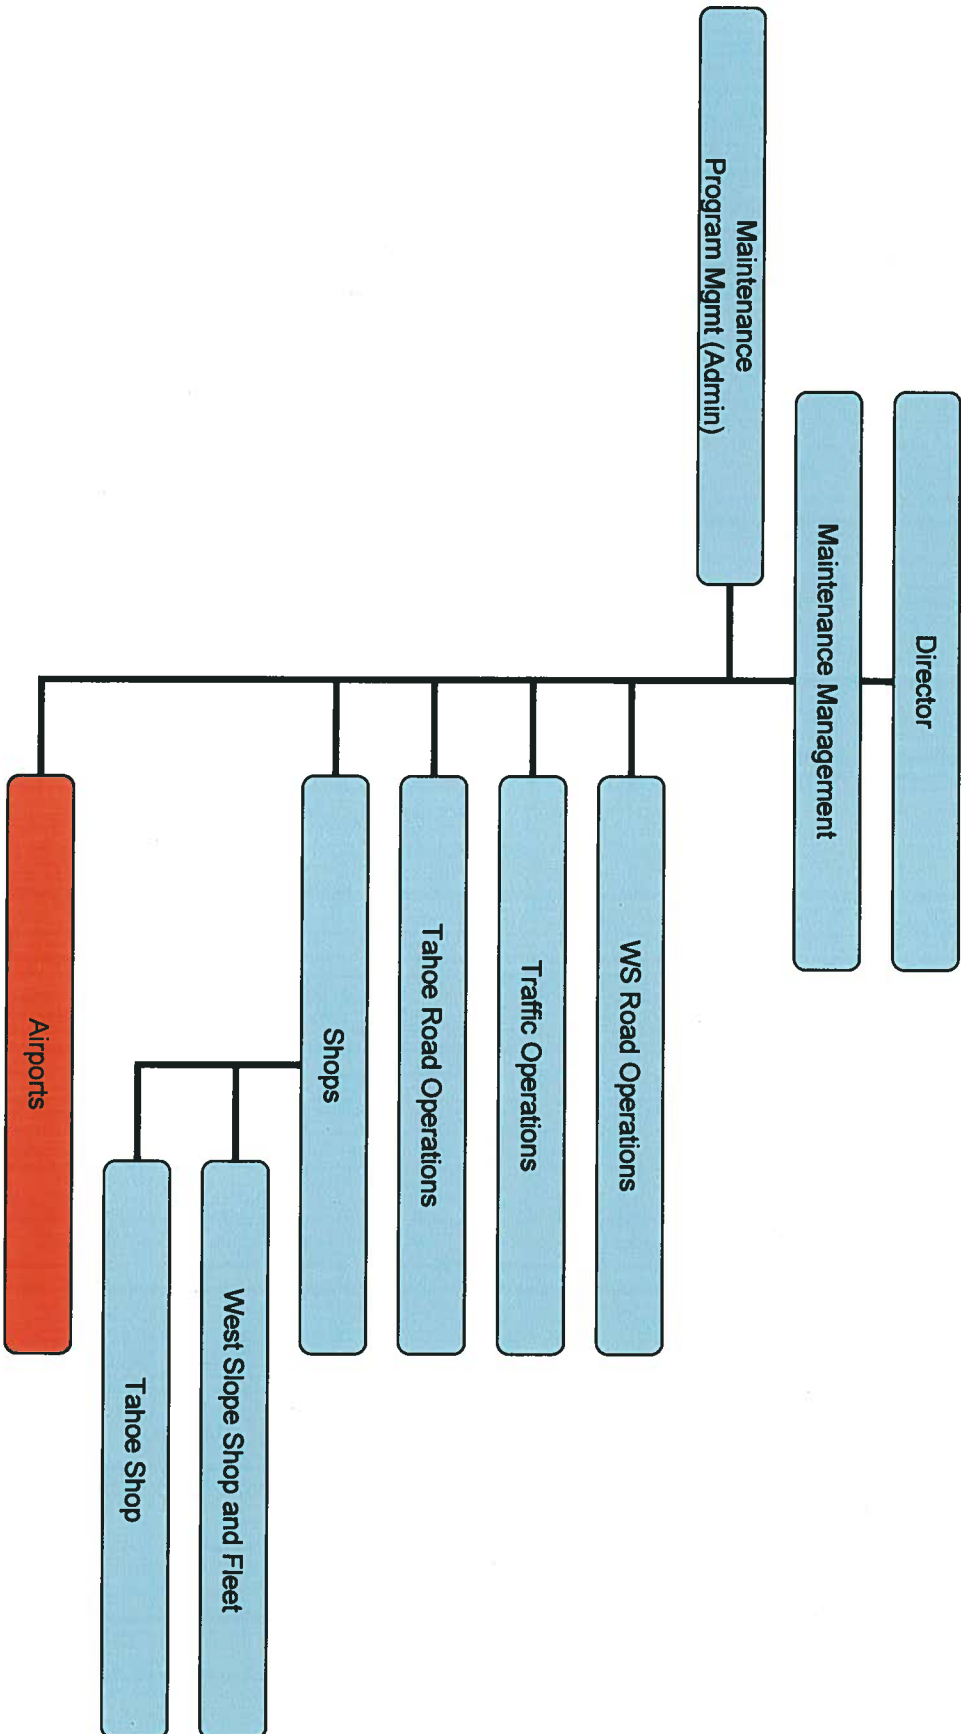 Director
Maintenance Management
Maintenance
Program Mgmt (Admin)
WS Road Operations
Traffic Operations
Tahoe Road Operations
Shops
West Slope Shop and Fleet
Tahoe Shop
Airports